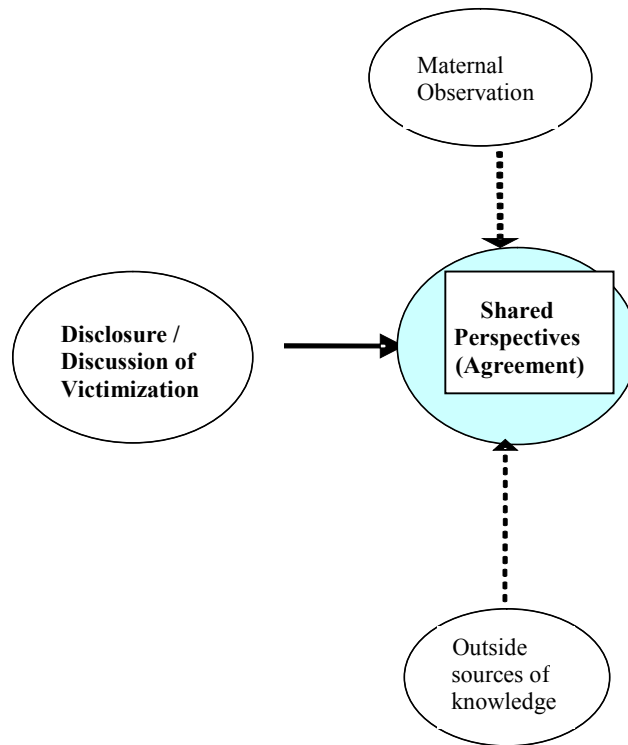 Maternal
Observation
Disclosure /
Discussion of
Victimization
Shared
Perspectives
(Agreement)
Outside
sources of
knowledge